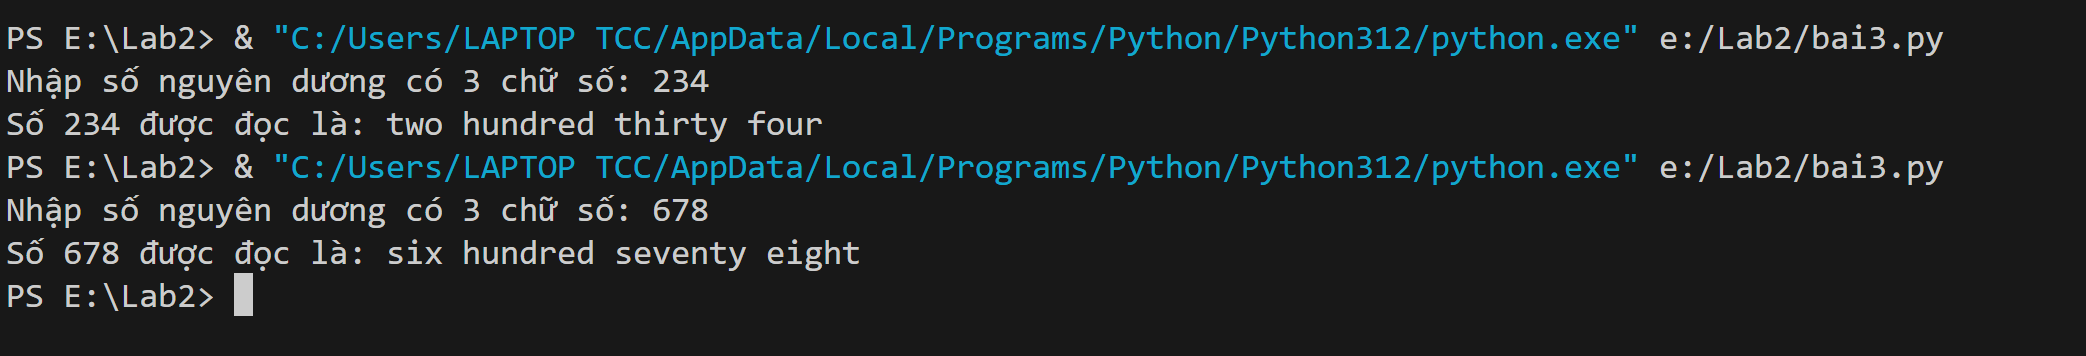 PS E:\Lab2> & "C:/Users/LAPTOP TCC/AppData/Local/Programs/Python/Python312/python.exe" e:/Lab2/bai3.py
Nhập số nguyên dương có 3 chữ số: 234
Số 234 được đọc là: two hundred thirty four
PS E:\Lab2> & "C:/Users/LAPTOP TCC/AppData/Local/Programs/Python/Python312/python.exe" e:/Lab2/bai3.py
Nhập số nguyên dương có 3 chữ số: 678
Số 678 được đọc là: six hundred seventy eight
PS E:\Lab2>